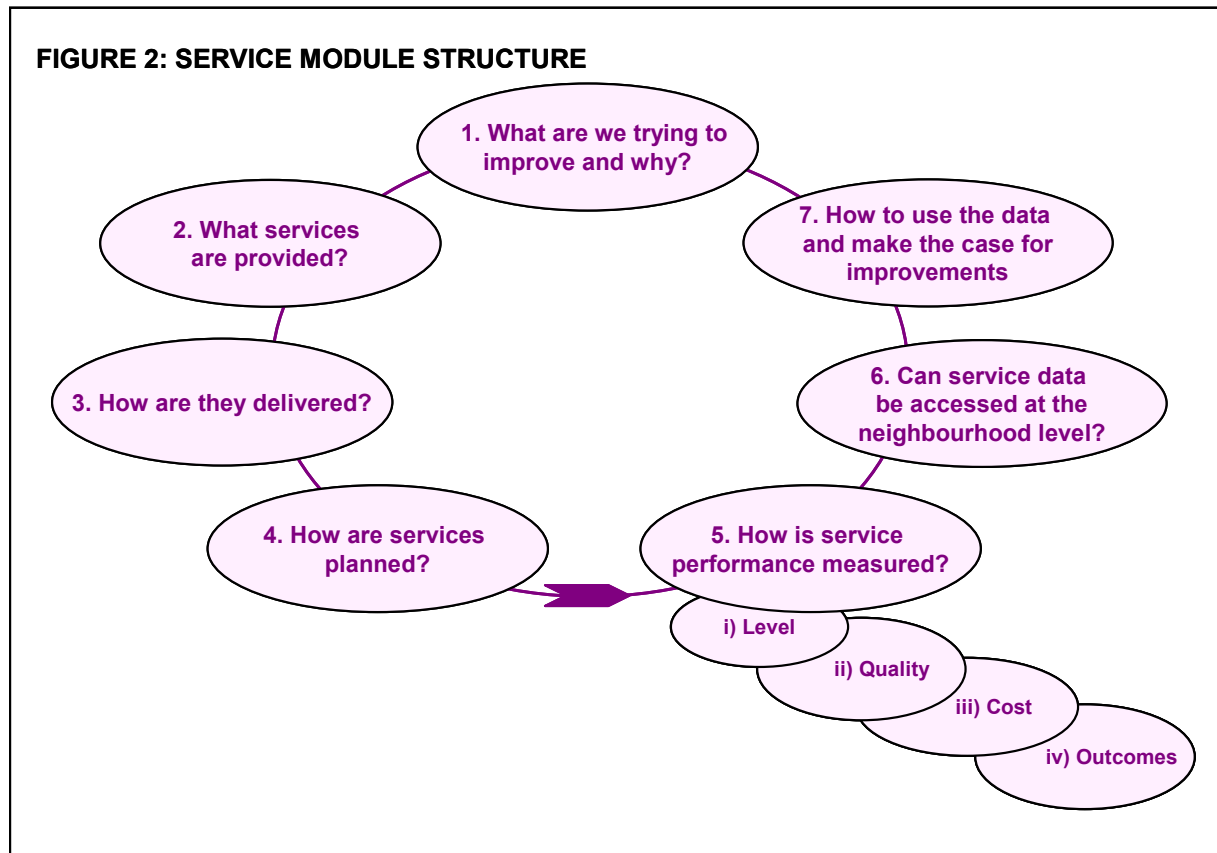 FIGURE 2: SERVICE MODULE STRUCTURE
1. What are we trying to
improve and why?
2. What services
are provided?
3. How are they delivered?
4. How are services
planned?
5. How is service
performance measured?
i) Level
ii) Quality
iii) Cost
iv) Outcomes
6. Can service data
be accessed at the
neighbourhood level?
7. How to use the data
and make the case for
improvements